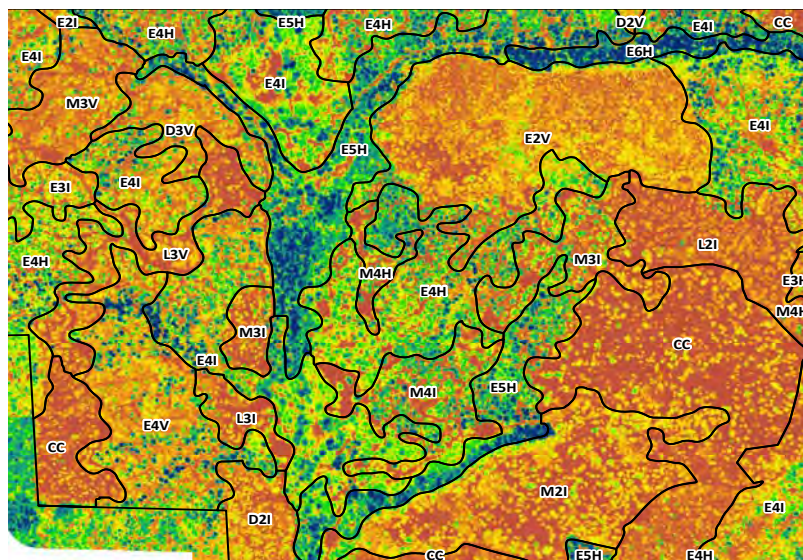 E2I
E4H
E5H
E4H
D2V
E4I
CC
E4I
E6H
E4I
M3V
E4I
D3V
E5H
E2V
E3I
E4I
E4H
L3V
M4H
E4H
M3I
L2I
E3H
M4H
M3I
CC
E4I
M4I
E5H
CC
E4V
L3I
D2I
M2I
E4I
CC
E5H
E4H